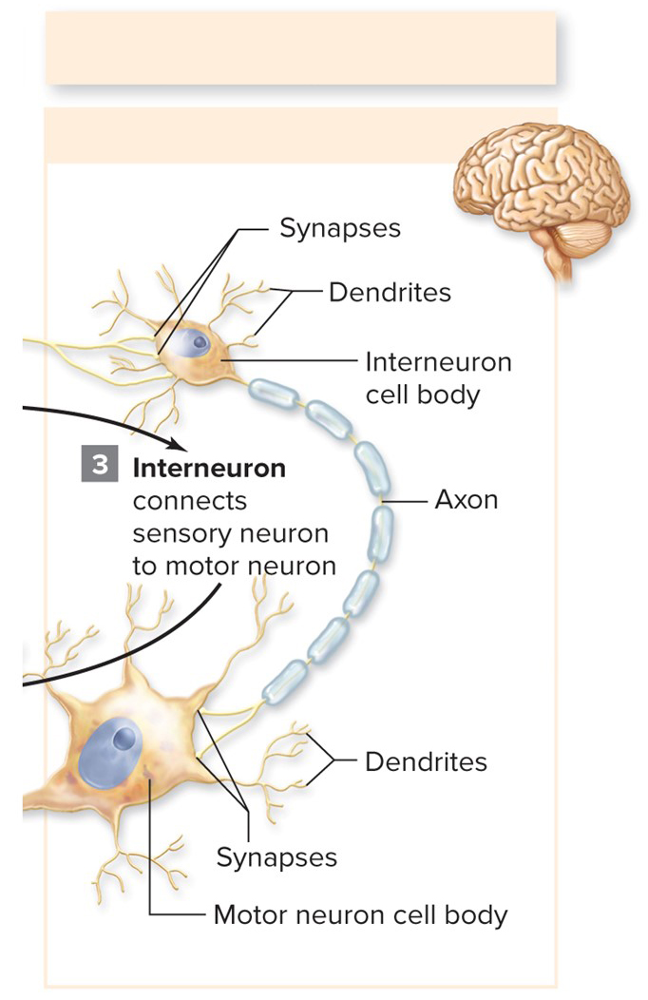 Synapses
Dendrites
Interneuron
cell body
3 Interneuron
connects
sensory neuron
to motor neuron
Axon
Dendrites
Synapses
Motor neuron cell body